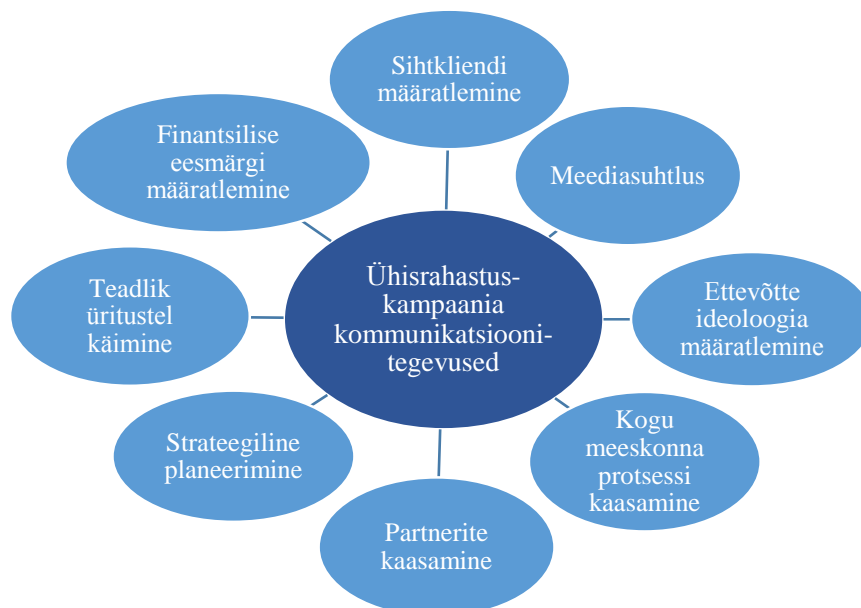 Sihtkliendi
määratlemine
Finantsilise
eesmärgi
määratlemine
Meediasuhtlus
Teadlik
üritustel
käimine
Ühisrahastus-
kampaania
kommunikatsiooni-
tegevused
Ettevõtte
ideoloogia
määratlemine
Strateegiline
planeerimine
Kogu
meeskonna
protsessi
kaasamine
Partnerite
kaasamine